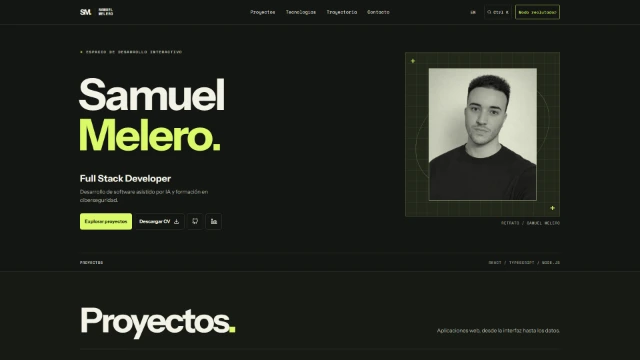 SM.
SAMUEL
MELERO
Proyectos
Tecnologías
Trayectoria
Contacto
Ctrl K
Modo reclutador
ESPACIO DE DESARROLLO INTERACTIVO
Samuel
Melero.
Full Stack Developer
Desarrollo de software asistido por IA y formación en
ciberseguridad.
Explorar proyectos
Descargar CV
RETRATO / SAMUEL MELERO
PROYECTOS
REACT / TYPESCRIPT / NODE.JS
Proyectos.
Aplicaciones web, desde la interfaz hasta los datos.